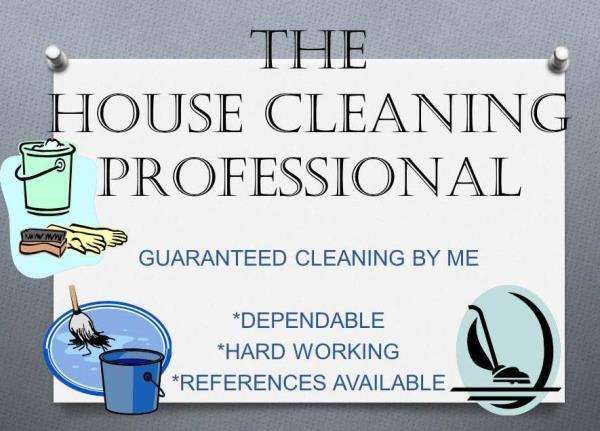 THE
HOUSE CLEANING
PROFESSIONAL
GUARANTEED CLEANING BY ME
*DEPENDABLE
*HARD WORKING
*REFERENCES AVAILABLE